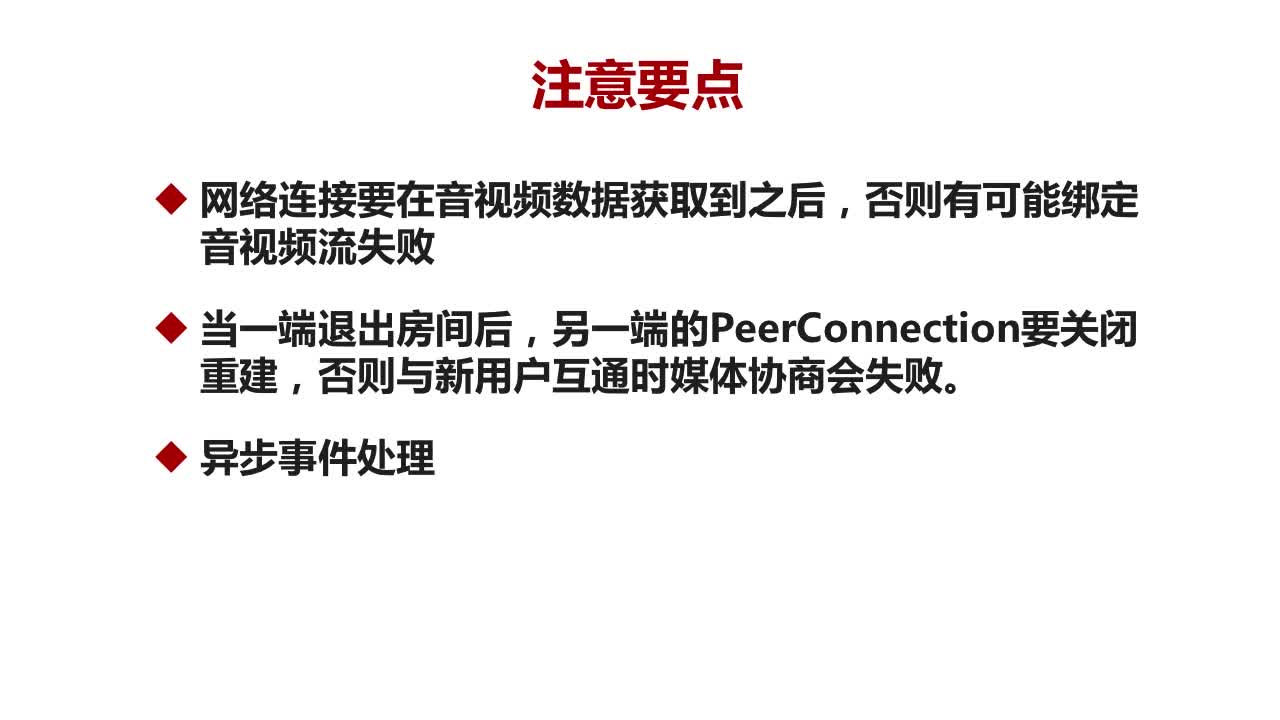 注意要点
网络连接要在音视频数据获取到之后，否则有可能绑定
音视频流失败
当一端退出房间后，另一端的PeerConnection要关闭
重建，否则与新用户互通时媒体协商会失败。
异步事件处理